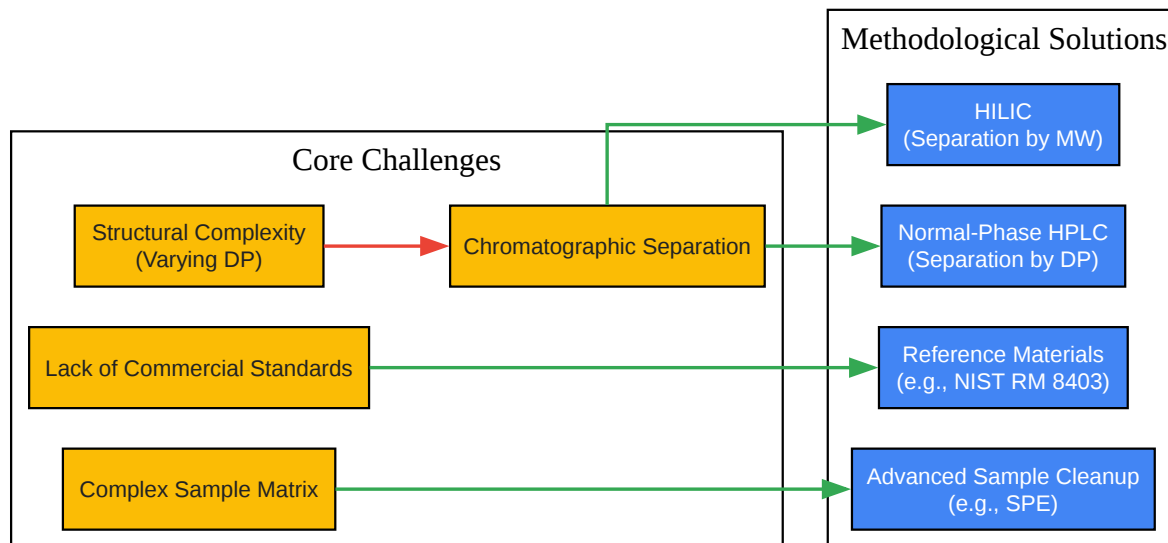 Methodological Solutions
HILIC
(Separation by MW)
Core Challenges
Structural Complexity
(Varying DP)
Chromatographic Separation
Normal-Phase HPLC
(Separation by DP)
Lack of Commercial Standards
Reference Materials
(e.g., NIST RM 8403)
Complex Sample Matrix
Advanced Sample Cleanup
(e.g., SPE)